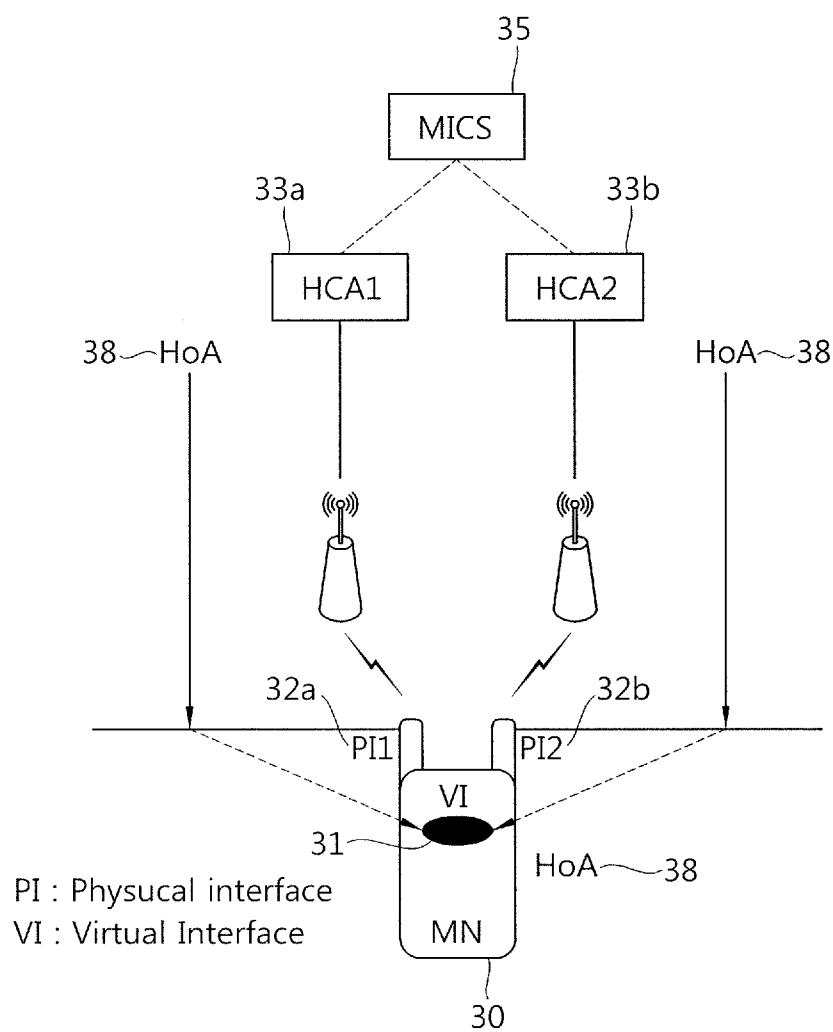 35
MICS
33a
33b
HCA1
HCA2
38 HoA
HoA 38
32a
32b
PI1
PI2
VI
31
HoA 38
PI : Physucal interface
VI : Virtual Interface
MN
30